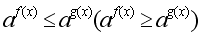 a^{f(x)} ≤ a^{g(x)} (a^{f(x)} ≥ a^{g(x)})